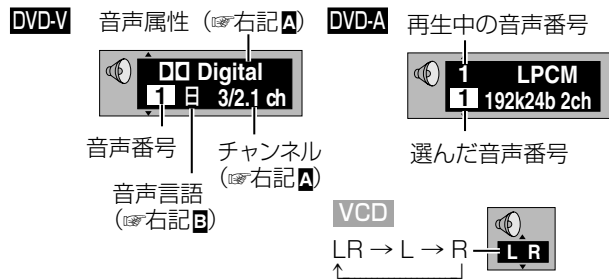 DVD-V
音声属性（☞右記A）
DD Digital
1 日 3/2.1 ch
音声番号
チャンネル
（☞右記A）
音声言語
（☞右記B）
DVD-A
再生中の音声番号
1 LPCM
1 192k24b 2ch
選んだ音声番号
VCD
LR → L → R
L R